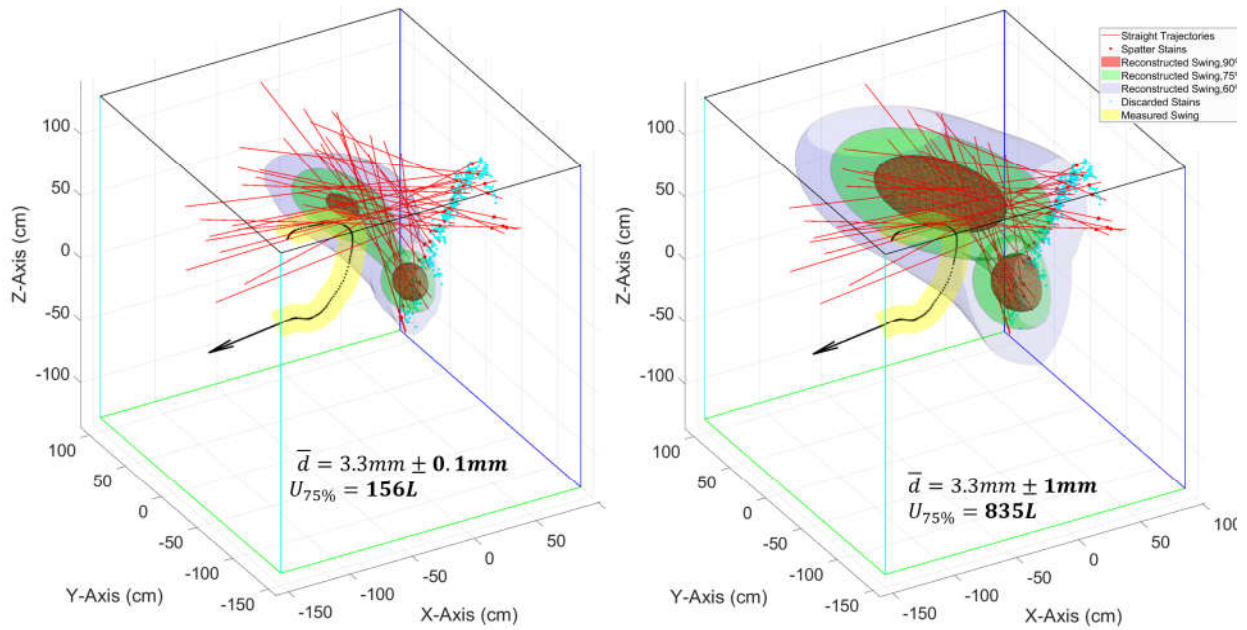 Straight Trajectories
Spatter Stains
Reconstructed Swing,90%
Reconstructed Swing,75%
Reconstructed Swing,60%
Discarded Stains
Measured Swing
Z-Axis (cm)
100
50
0
-50
-100
100
50
0
-50
-100
-150
Y-Axis (cm)
-150
-100
-50
0
50
X-Axis (cm)
d̅ = 3.3mm ± 0.1mm
U75% = 156L
Z-Axis (cm)
100
50
0
-50
-100
100
50
0
-50
-100
-150
Y-Axis (cm)
-150
-100
-50
0
50
100
X-Axis (cm)
d̅ = 3.3mm ± 1mm
U75% = 835L